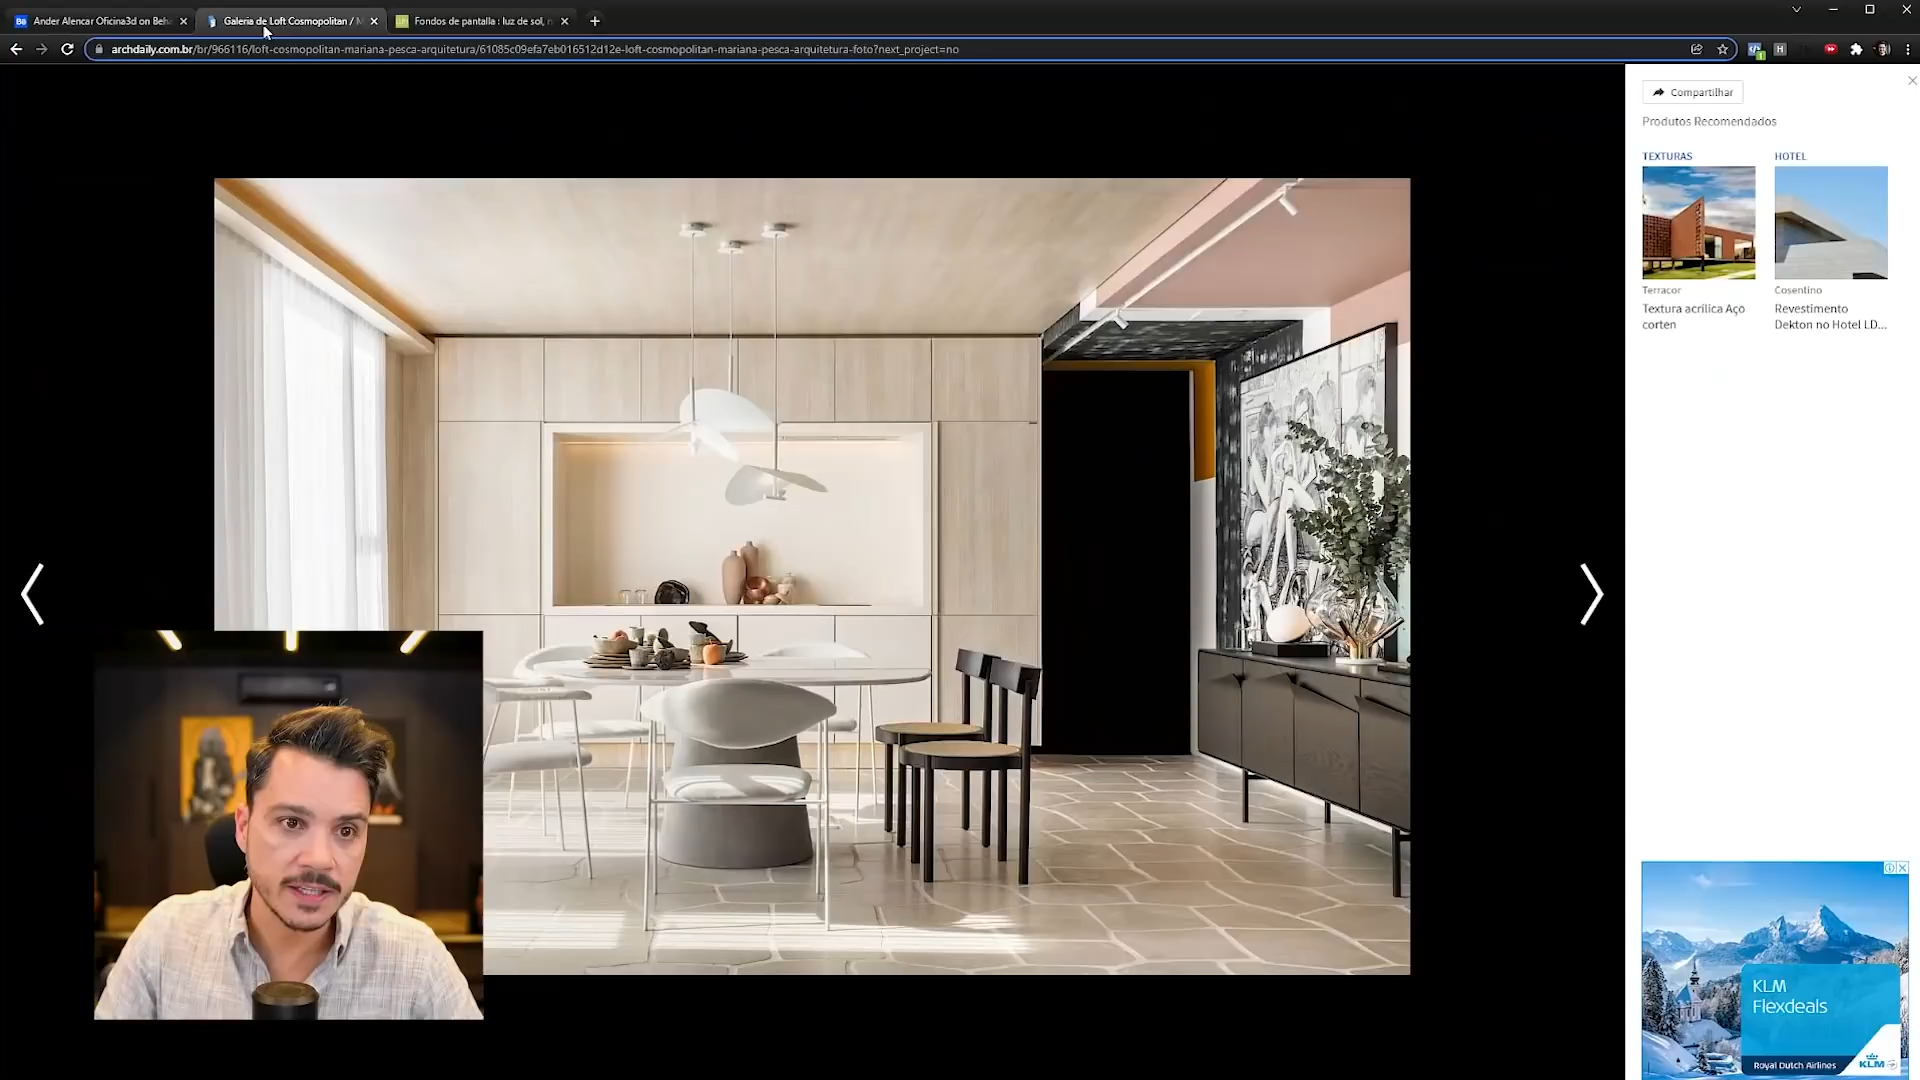 Ander Alencar Oficina3d on Beh
Galeria de Loft Cosmopolitan / M
Fondos de pantalla : luz de sol, n
archdaily.com.br/br/966116/loft-cosmopolitan-mariana-pesca-arquitetura/61085c09efa7eb016512d12e-loft-cosmopolitan-mariana-pesca-arquitetura-foto?next_project=no
Compartilhar
Produtos Recomendados
TEXTURAS
Terracor
Textura acrílica Aço
corten
HOTEL
Cosentino
Revestimento
Dekton no Hotel LD...
KLM
Flexdeals
Royal Dutch Airlines
KLM